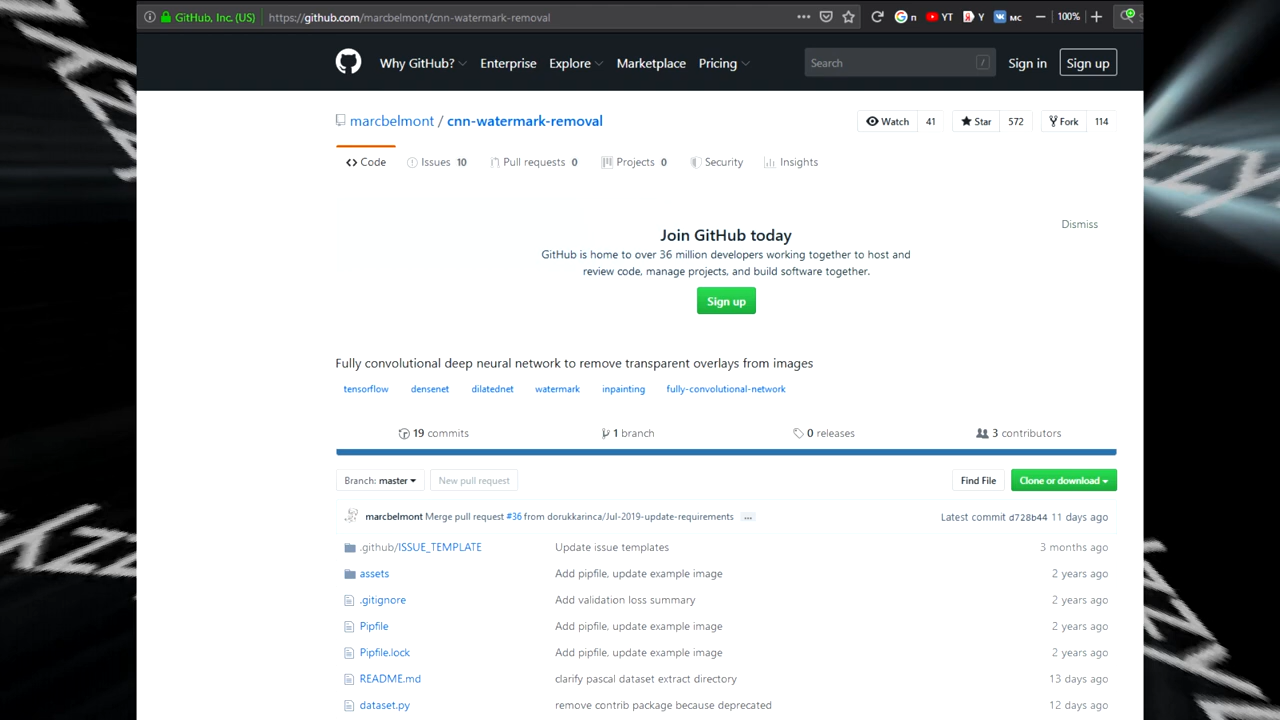 GitHub, Inc. (US) https://github.com/marcbelmont/cnn-watermark-removal YT Y мс 100%
Why GitHub? Enterprise Explore Marketplace Pricing Search / Sign in Sign up
marcbelmont / cnn-watermark-removal Watch 41 Star 572 Fork 114
Code Issues 10 Pull requests 0 Projects 0 Security Insights
Dismiss
Join GitHub today
GitHub is home to over 36 million developers working together to host and
review code, manage projects, and build software together.
Sign up
Fully convolutional deep neural network to remove transparent overlays from images
tensorflow densenet dilatednet watermark inpainting fully-convolutional-network
19 commits 1 branch 0 releases 3 contributors
Branch: master New pull request Find File Clone or download
marcbelmont Merge pull request #36 from dorukkarinca/Jul-2019-update-requirements ... Latest commit d728b44 11 days ago
.github/ISSUE_TEMPLATE Update issue templates 3 months ago
assets Add pipfile, update example image 2 years ago
.gitignore Add validation loss summary 2 years ago
Pipfile Add pipfile, update example image 2 years ago
Pipfile.lock Add pipfile, update example image 2 years ago
README.md clarify pascal dataset extract directory 13 days ago
dataset.py remove contrib package because deprecated 12 days ago